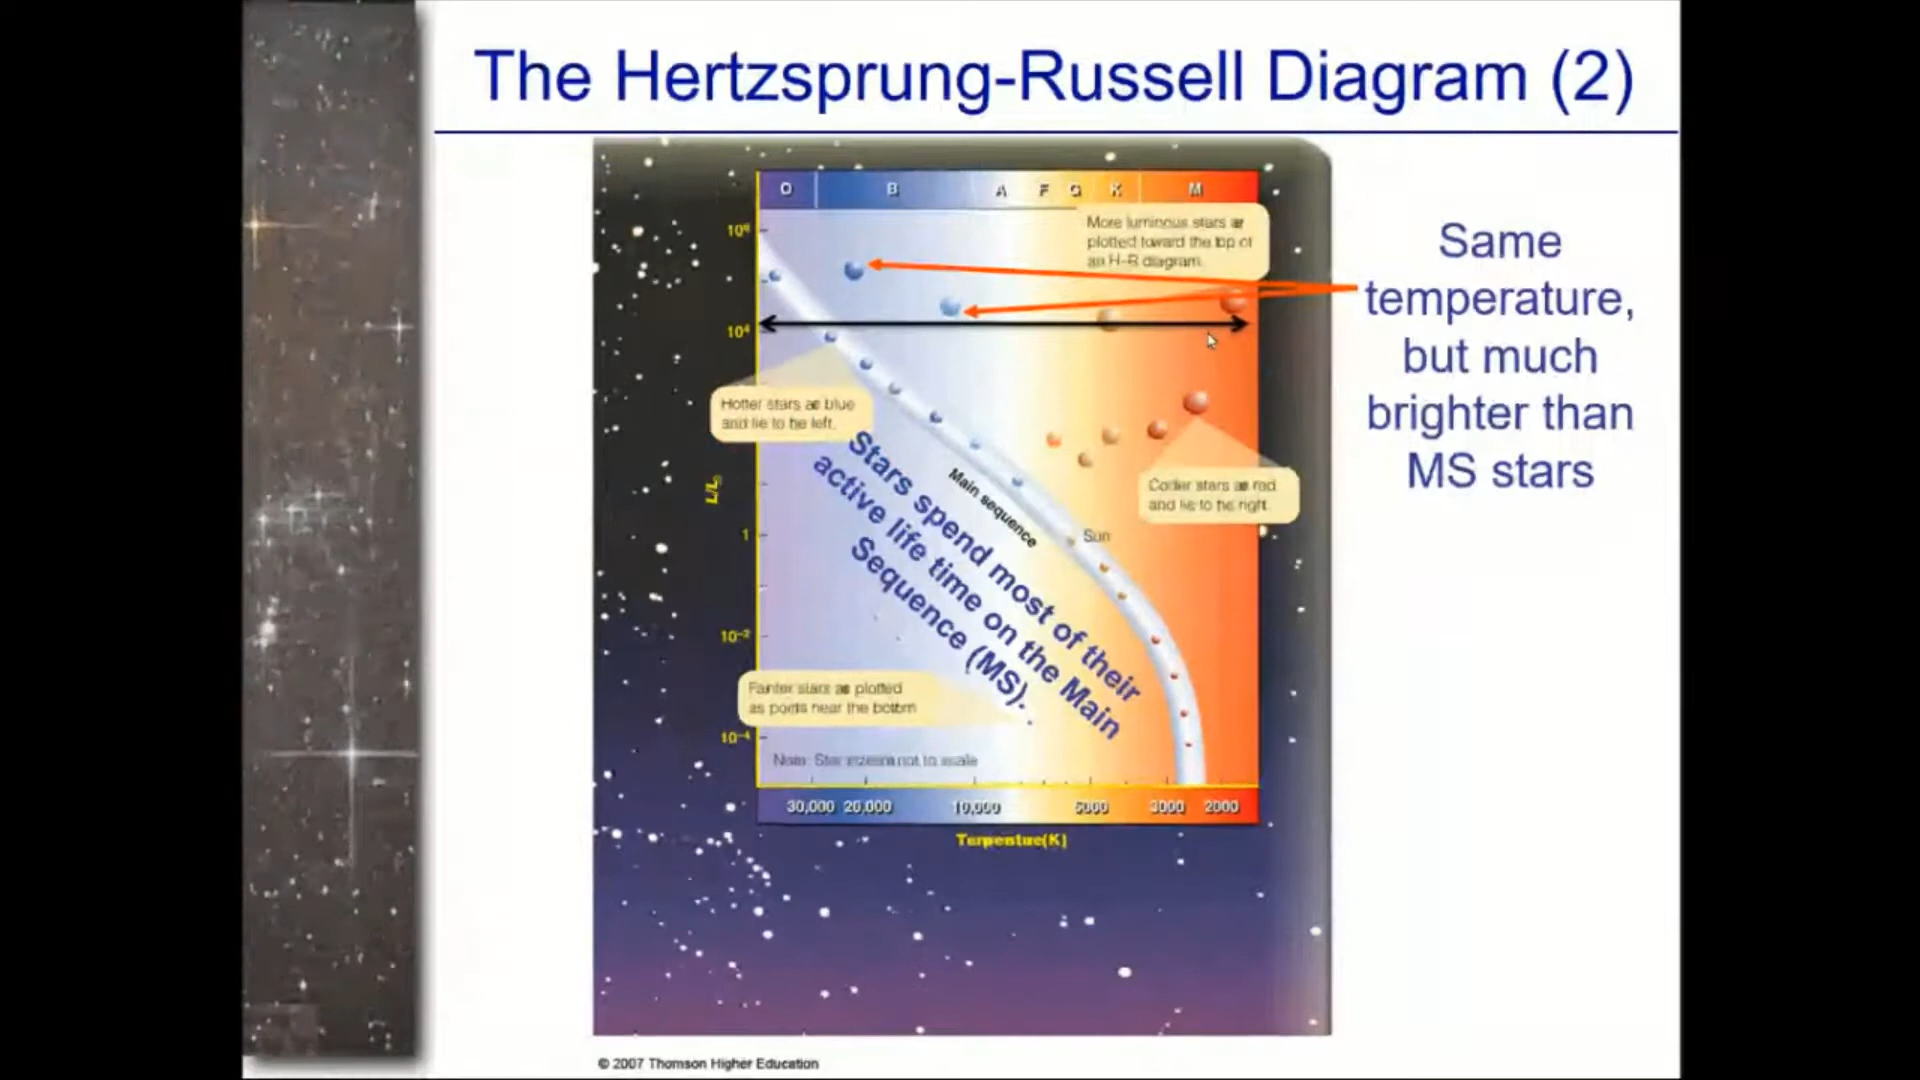 The Hertzsprung-Russell Diagram (2)
O B A F G K M
More luminous stars ar
plotted toward the top of
an H–R diagram.
10⁶
Same
temperature,
but much
brighter than
MS stars
10⁴
Hotter stars are blue
and lie to the left.
Stars spend most of their
active life time on the Main
Sequence (MS).
Main sequence
Cooler stars are red
and lie to the right.
L/L☉
1
Sun
10⁻²
Fainter stars are plotted
as points near the bottom
10⁻⁴
Note: Star sizes not to scale
30,000 20,000 10,000 5000 3000 2000
(K)
© 2007 Thomson Higher Education